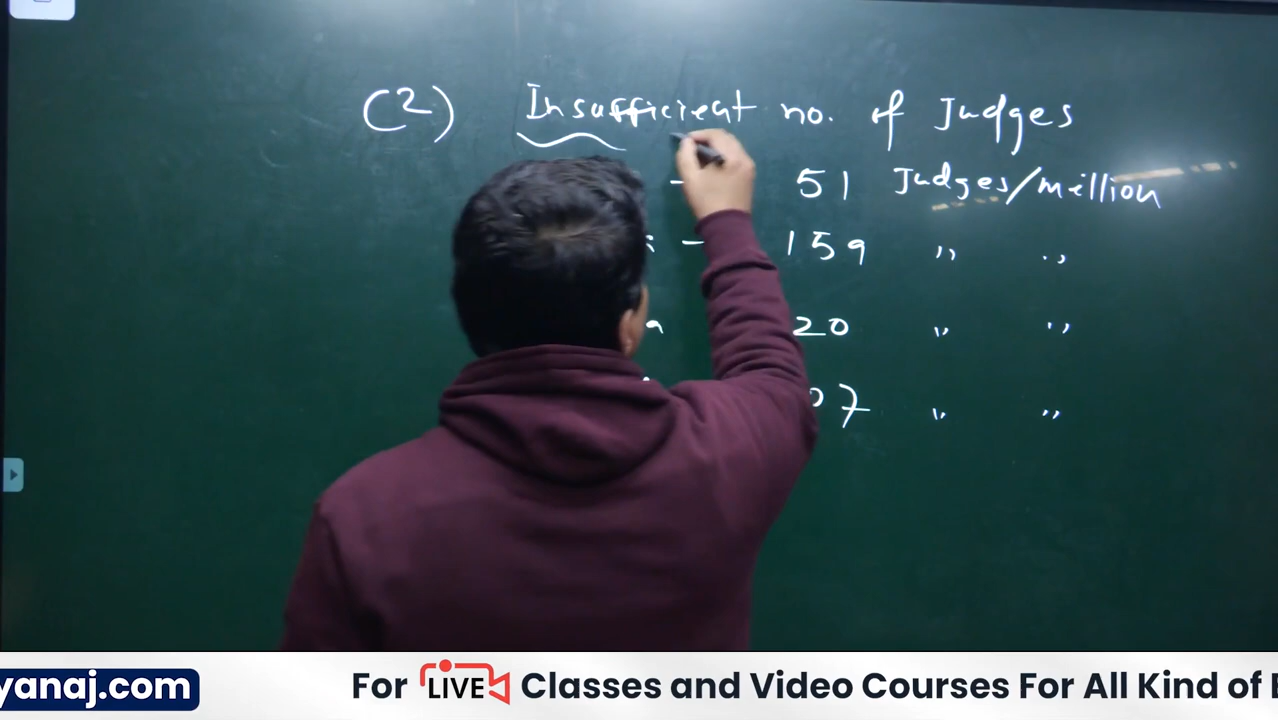 (2) Insufficient no. of Judges
- 51 Judges/million
- 159 " "
20 " "
07 " "
yanaj.com
For LIVE Classes and Video Courses For All Kind of E